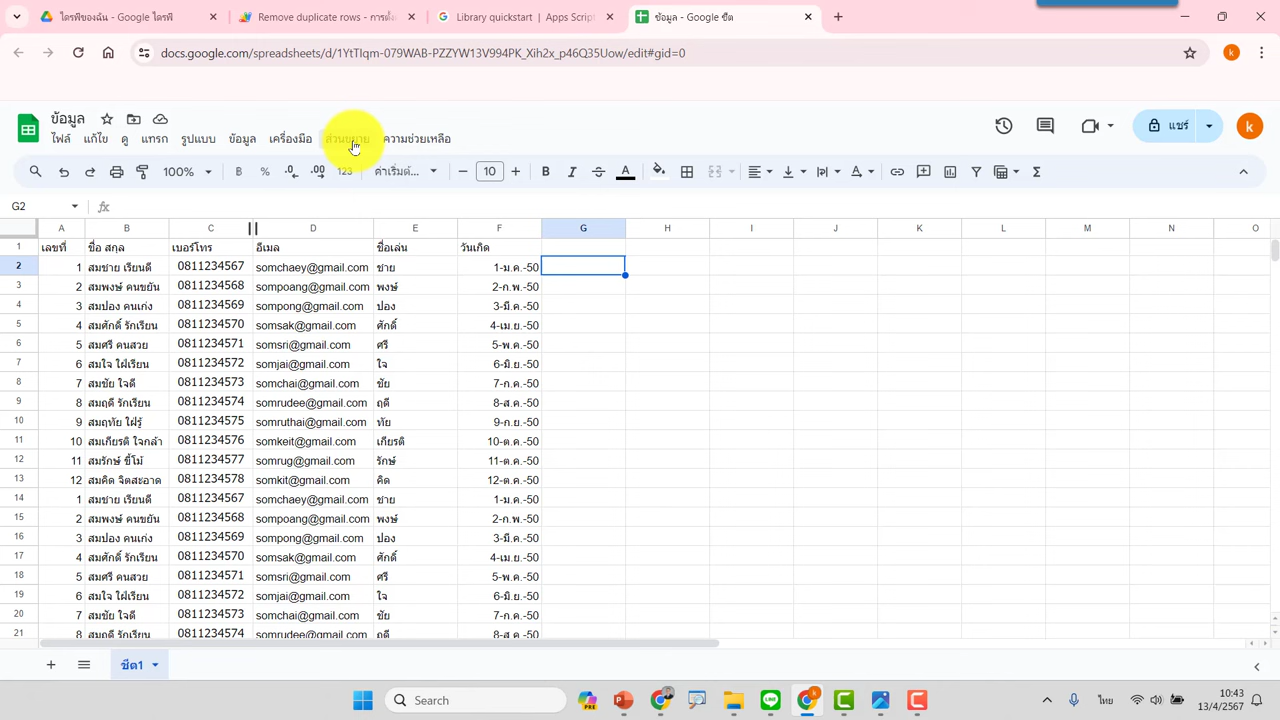 ไดรฟ์ของฉัน - Google ไดรฟ์
Remove duplicate rows - การตั้ง
Library quickstart | Apps Script
ข้อมูล - Google ชีต
docs.google.com/spreadsheets/d/1YtTIqm-079WAB-PZZYW13V994PK_Xih2x_p46Q35Uow/edit#gid=0
k
ข้อมูล
ไฟล์ แก้ไข ดู แทรก รูปแบบ ข้อมูล เครื่องมือ ส่วนขยาย ความช่วยเหลือ
แชร์
k
100% B % .0 .00 123 ค่าเริ่มต้... 10 B I S A
G2 fx
A B C D E F G H I J K L M N O
1 เลขที่ ชื่อ สกุล เบอร์โทร อีเมล ชื่อเล่น วันเกิด
2 1 สมชาย เรียนดี 0811234567 somchaey@gmail.com ชาย 1-ม.ค.-50
3 2 สมพงษ์ คนขยัน 0811234568 sompoang@gmail.com พงษ์ 2-ก.พ.-50
4 3 สมปอง คนเก่ง 0811234569 sompong@gmail.com ปอง 3-มี.ค.-50
5 4 สมศักดิ์ รักเรียน 0811234570 somsak@gmail.com ศักดิ์ 4-เม.ย.-50
6 5 สมศรี คนสวย 0811234571 somsri@gmail.com ศรี 5-พ.ค.-50
7 6 สมใจ ใฝ่เรียน 0811234572 somjai@gmail.com ใจ 6-มิ.ย.-50
8 7 สมชัย ใจดี 0811234573 somchai@gmail.com ชัย 7-ก.ค.-50
9 8 สมฤดี รักเรียน 0811234574 somrudee@gmail.com ฤดี 8-ส.ค.-50
10 9 สมฤทัย ใฝ่รู้ 0811234575 somruthai@gmail.com ทัย 9-ก.ย.-50
11 10 สมเกียรติ ใจกล้า 0811234576 somkeit@gmail.com เกียรติ 10-ต.ค.-50
12 11 สมรักษ์ ขี้โม้ 0811234577 somrug@gmail.com รักษ์ 11-ต.ค.-50
13 12 สมคิด จิตสะอาด 0811234578 somkit@gmail.com คิด 12-ต.ค.-50
14 1 สมชาย เรียนดี 0811234567 somchaey@gmail.com ชาย 1-ม.ค.-50
15 2 สมพงษ์ คนขยัน 0811234568 sompoang@gmail.com พงษ์ 2-ก.พ.-50
16 3 สมปอง คนเก่ง 0811234569 sompong@gmail.com ปอง 3-มี.ค.-50
17 4 สมศักดิ์ รักเรียน 0811234570 somsak@gmail.com ศักดิ์ 4-เม.ย.-50
18 5 สมศรี คนสวย 0811234571 somsri@gmail.com ศรี 5-พ.ค.-50
19 6 สมใจ ใฝ่เรียน 0811234572 somjai@gmail.com ใจ 6-มิ.ย.-50
20 7 สมชัย ใจดี 0811234573 somchai@gmail.com ชัย 7-ก.ค.-50
21 8 สมฤดี รักเรียน 0811234574 somrudee@gmail.com ฤดี 8-ส.ค.-50
ชีต1
Search
PRE
ไทย
10:43
13/4/2567